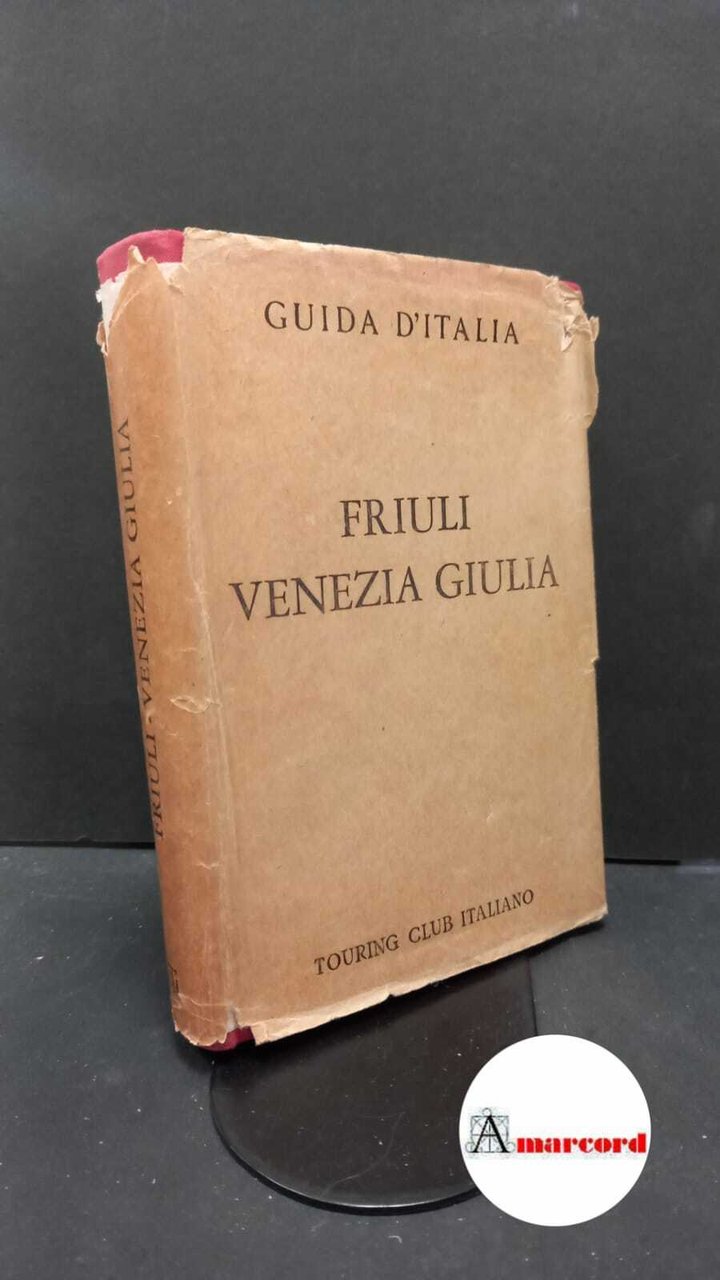 GUIDA D'ITALIA
FRIULI
VENEZIA GIULIA
TOURING CLUB ITALIANO
FRIULI - VENEZIA GIULIA
Amarcord